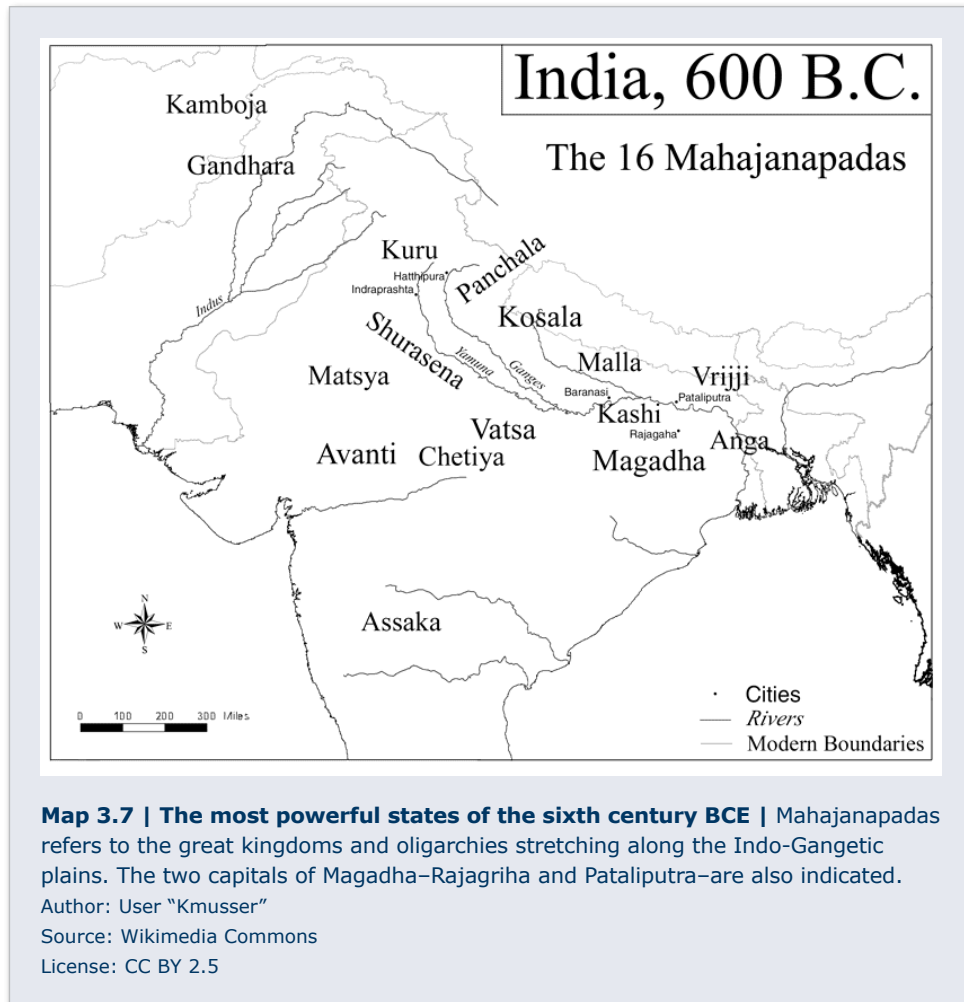 India, 600 B.C.
The 16 Mahajanapadas
Kamboja
Gandhara
Kuru
Panchala
Hatthipura
Indraprashta
Indus
Kosala
Shurasena
Yamuna
Ganges
Malla
Matsya
Vrijji
Baranasi
Pataliputra
Kashi
Vatsa
Rajagaha
Anga
Avanti
Chetiya
Magadha
Assaka
N
W
E
S
0 100 200 300 Miles
Cities
Rivers
Modern Boundaries
Map 3.7 | The most powerful states of the sixth century BCE | Mahajanapadas
refers to the great kingdoms and oligarchies stretching along the Indo-Gangetic
plains. The two capitals of Magadha–Rajagriha and Pataliputra–are also indicated.
Author: User “Kmusser”
Source: Wikimedia Commons
License: CC BY 2.5